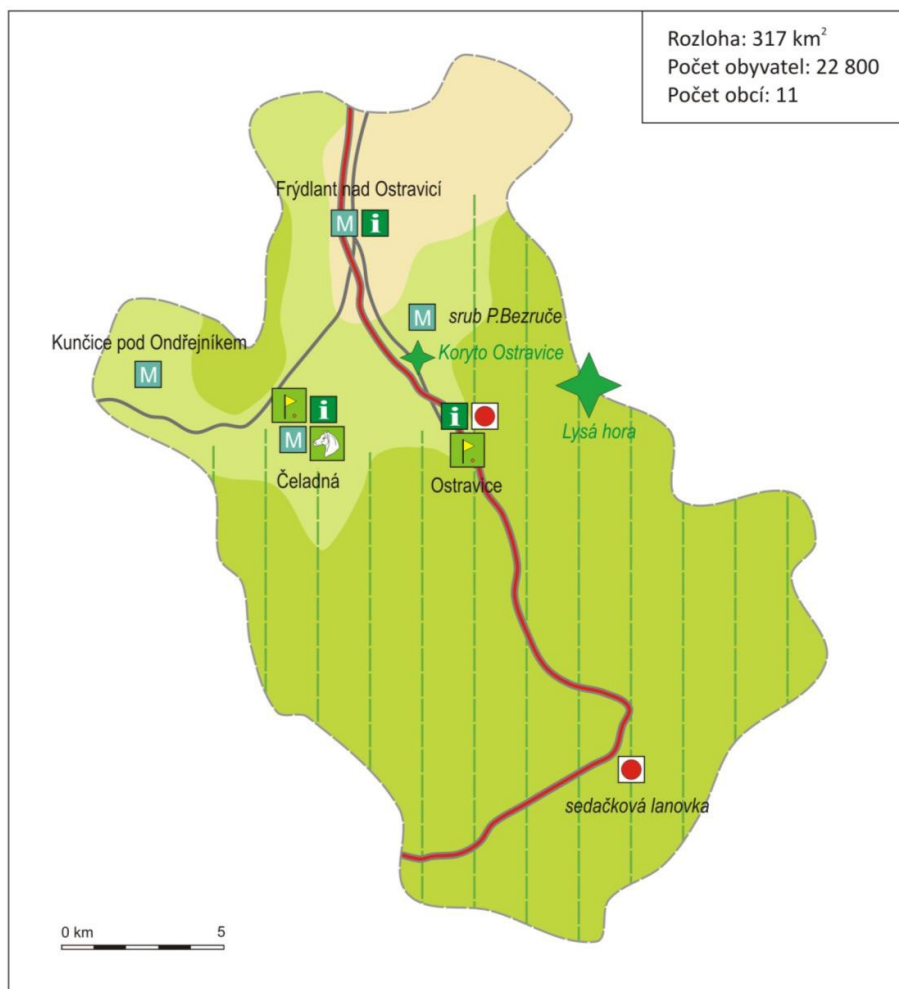 Rozloha: 317 km²
Počet obyvatel: 22 800
Počet obcí: 11
Frýdlant nad Ostravicí
M i
M
srub P.Bezruče
Kunčice pod Ondřejníkem
Koryto Ostravice
M
i
i
Lysá hora
M
Čeladná
Ostravice
sedačková lanovka
0 km 5